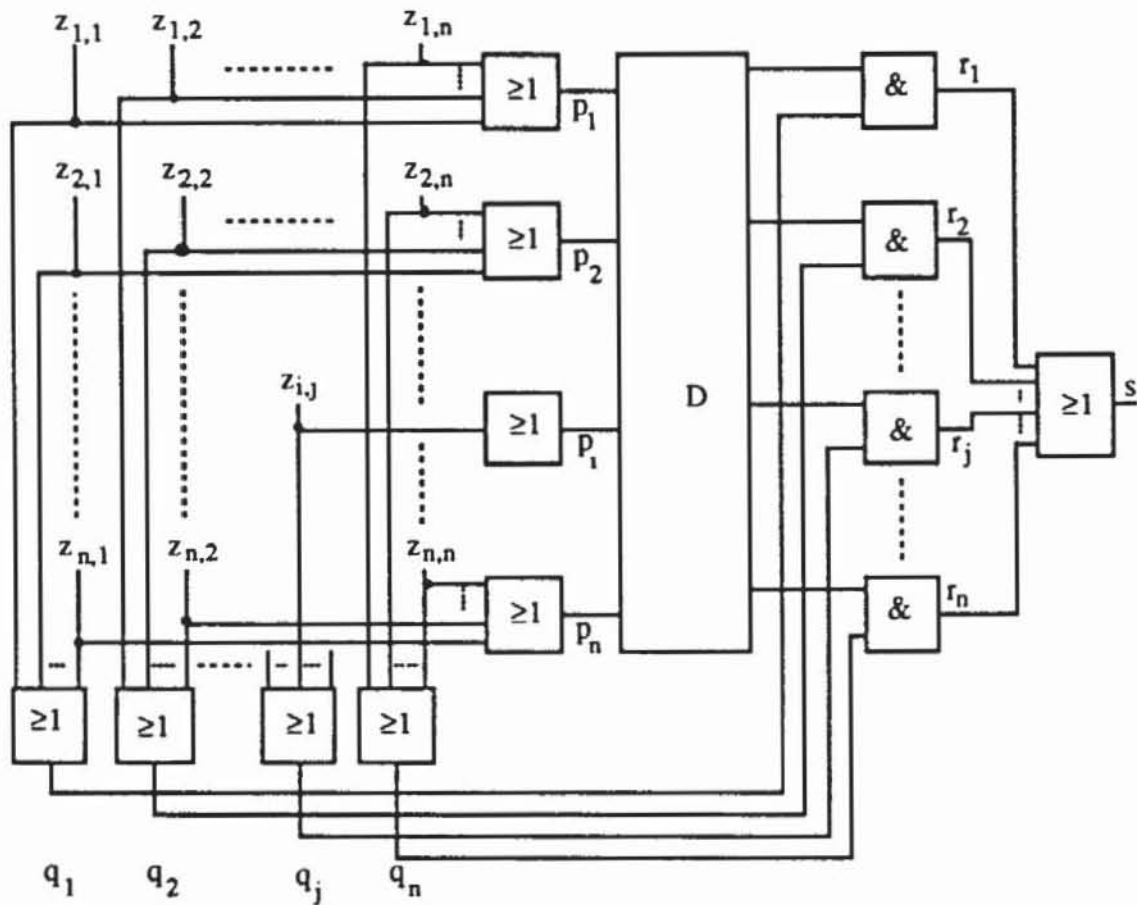 z1,1 z1,2 z1,n
≥1 p1 & r1
z2,1 z2,2 z2,n
≥1 p2 & r2
zi,j ≥1 pi D & rj ≥1 s
zn,1 zn,2 zn,n
≥1 pn & rn
≥1 ≥1 ≥1 ≥1
q1 q2 qj qn